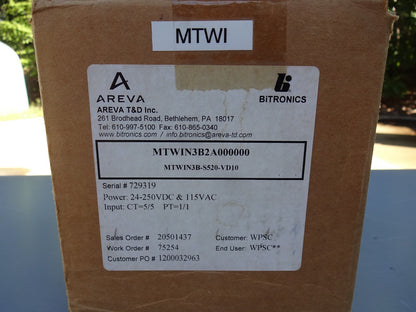 MTWI
AREVA
BiTRONICS
AREVA T&D Inc.
261 Brodhead Road, Bethlehem, PA 18017
Tel: 610-997-5100 Fax: 610-865-0340
www.bitronics.com / info.bitronics@areva-td.com
MTWIN3B2A000000
MTWIN3B-S520-VD10
Serial # 729319
Power: 24-250VDC & 115VAC
Input: CT=5/5 PT=1/1
Sales Order # 20501437 Customer: WPSC
Work Order # 75254 End User: WPSC**
Customer PO # 1200032963